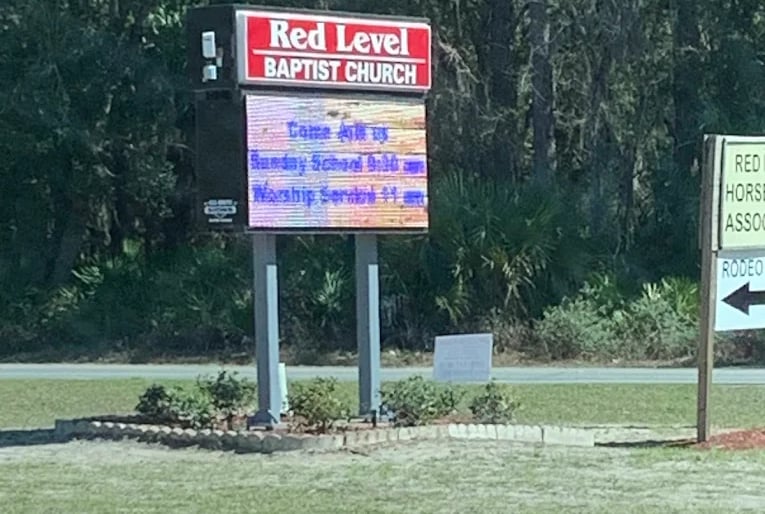 Red Level
BAPTIST CHURCH
Come Join us
Sunday School 9:30 am
Worship Service 11 am
RED
HORSE
ASSOC
RODEO